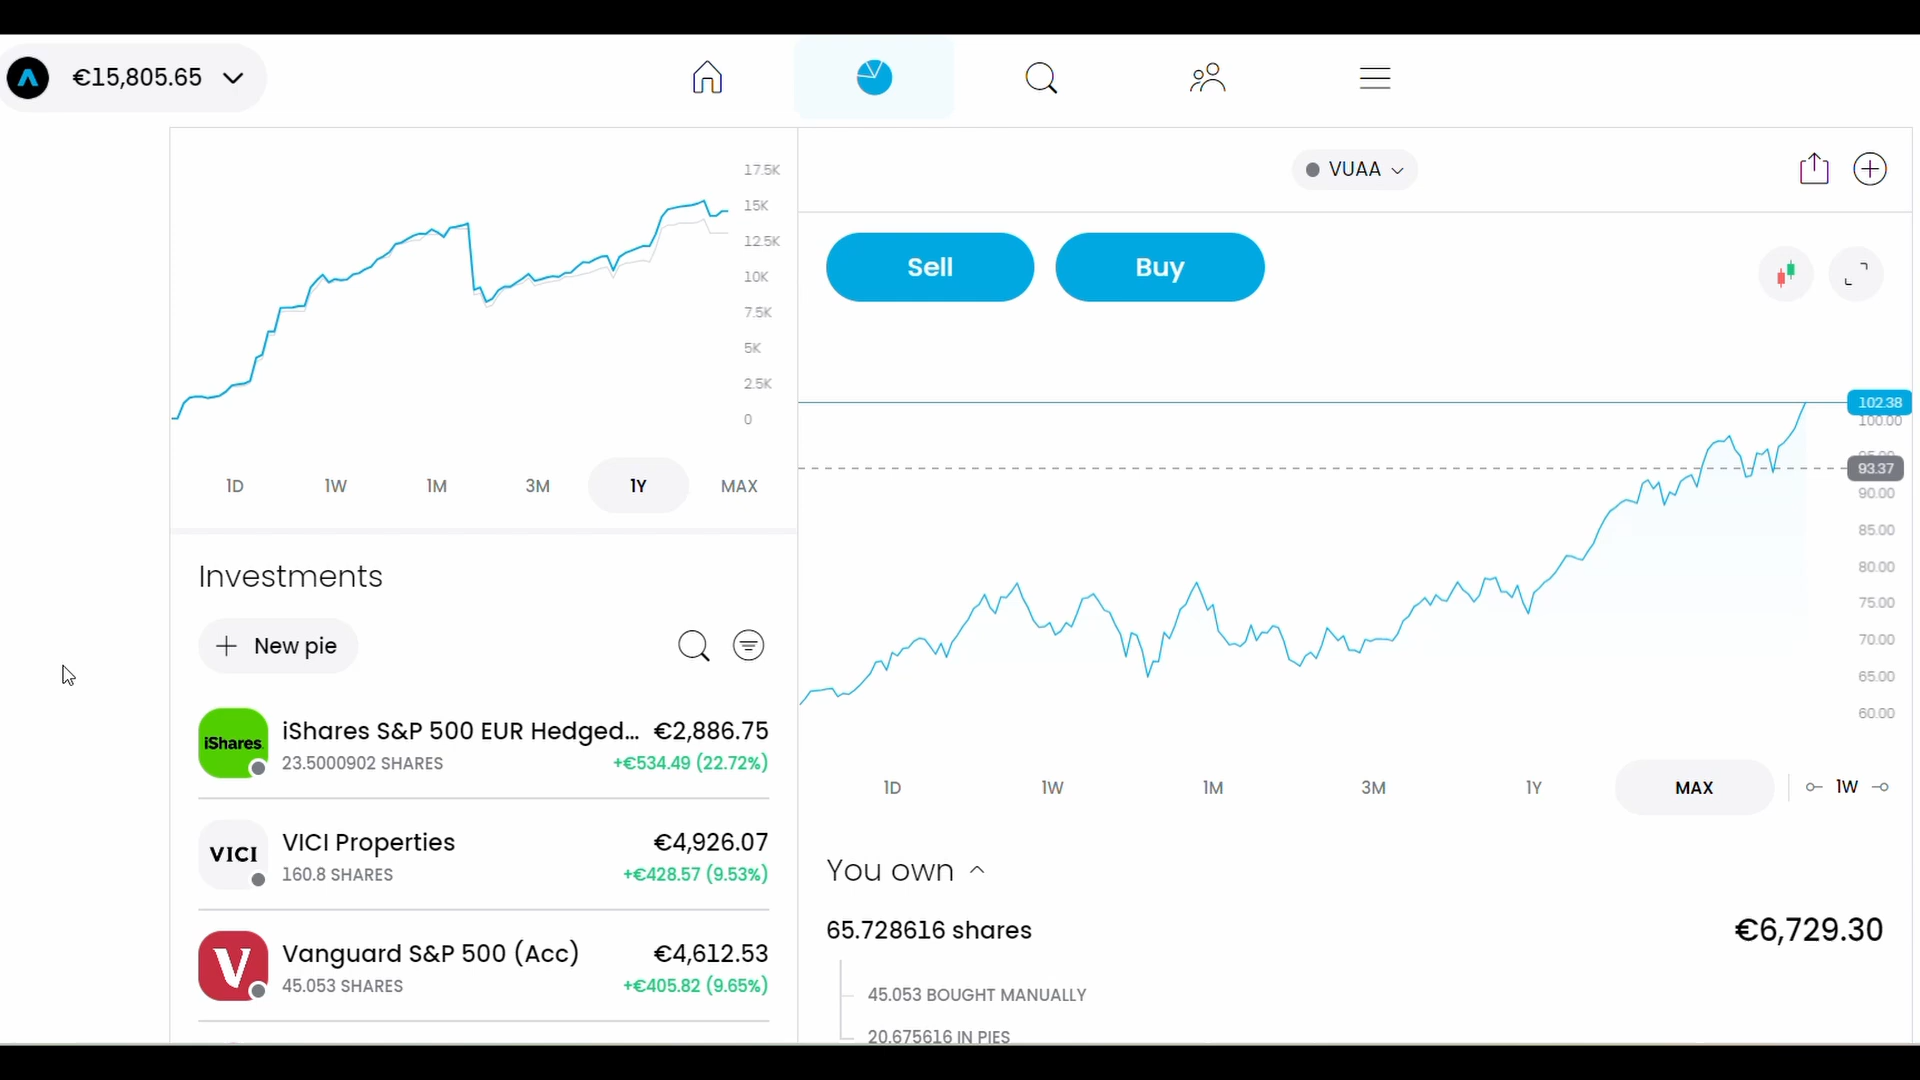 €15,805.65
17.5K
15K
12.5K
10K
7.5K
5K
2.5K
0
1D 1W 1M 3M 1Y MAX
Investments
New pie
iShares
iShares S&P 500 EUR Hedged... €2,886.75
23.5000902 SHARES +€534.49 (22.72%)
VICI
VICI Properties €4,926.07
160.8 SHARES +€428.57 (9.53%)
V
Vanguard S&P 500 (Acc) €4,612.53
45.053 SHARES +€405.82 (9.65%)
VUAA
Sell Buy
102.38
100.00
93.37
90.00
85.00
80.00
75.00
70.00
65.00
60.00
1D 1W 1M 3M 1Y MAX 1W
You own
65.728616 shares €6,729.30
45.053 BOUGHT MANUALLY
20.675616 IN PIES